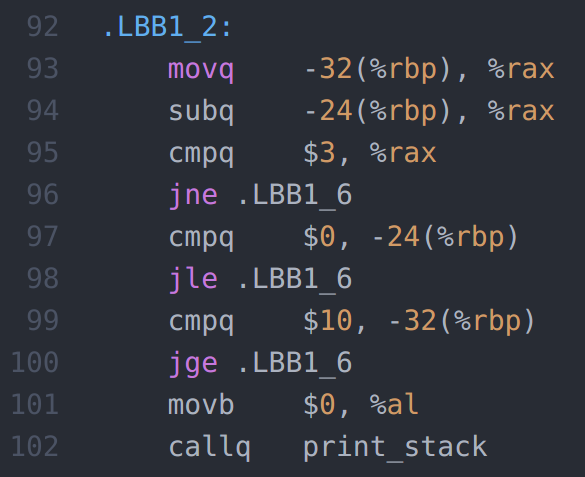 92 .LBB1_2:
93 movq -32(%rbp), %rax
94 subq -24(%rbp), %rax
95 cmpq $3, %rax
96 jne .LBB1_6
97 cmpq $0, -24(%rbp)
98 jle .LBB1_6
99 cmpq $10, -32(%rbp)
100 jge .LBB1_6
101 movb $0, %al
102 callq print_stack